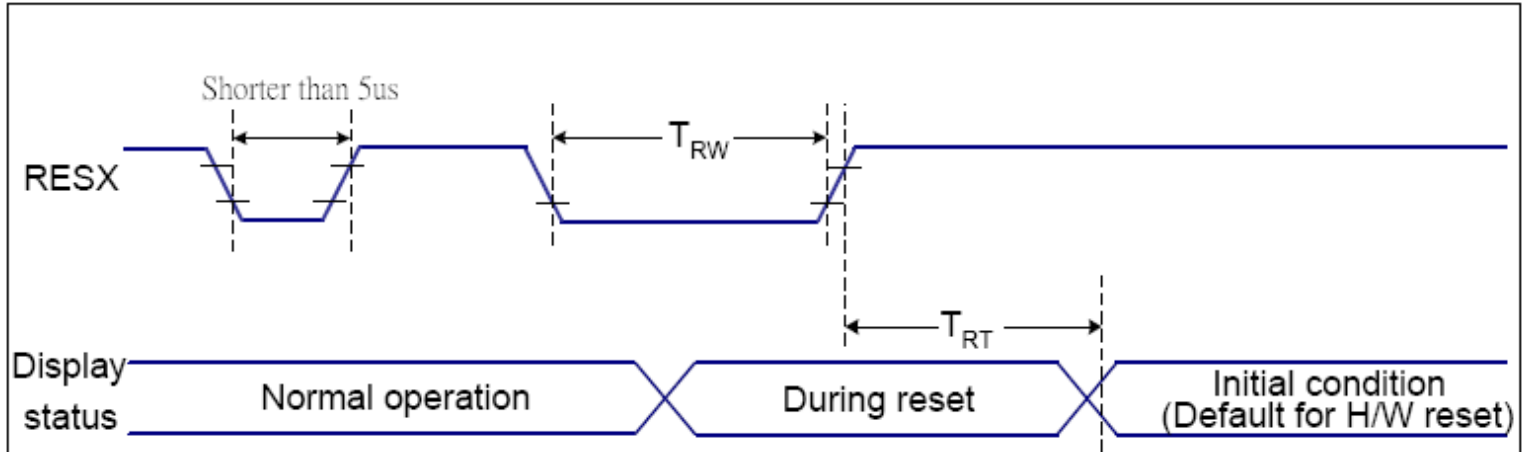 Shorter than 5us
RESX
TRW
TRT
Display
status
Normal operation
During reset
Initial condition
(Default for H/W reset)